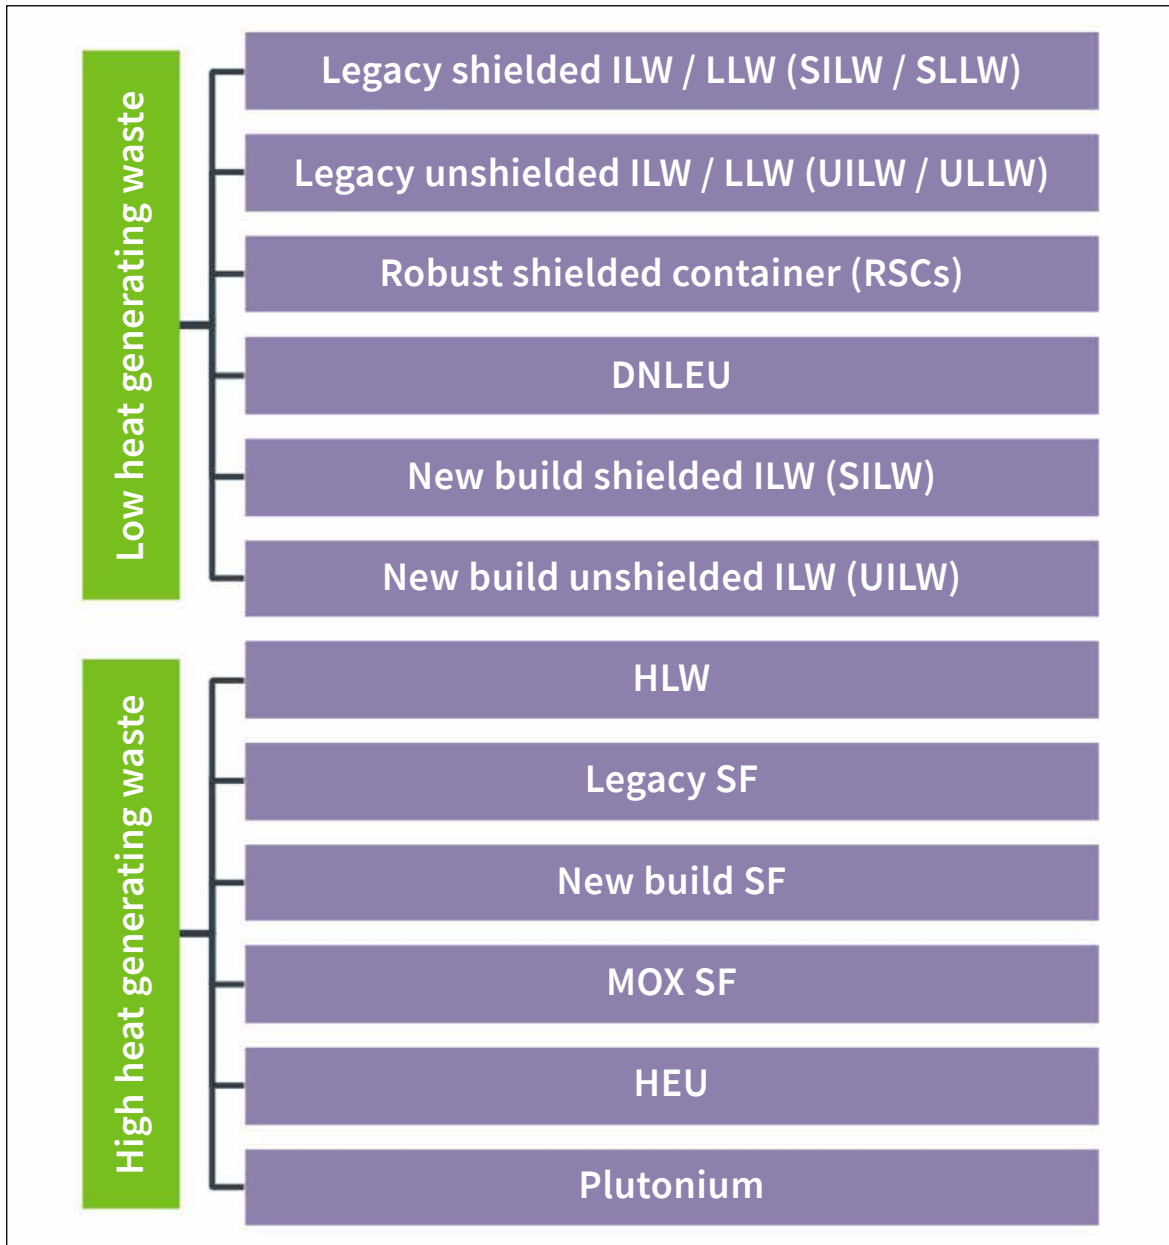 Low heat generating waste
Legacy shielded ILW / LLW (SILW / SLLW)
Legacy unshielded ILW / LLW (UILW / ULLW)
Robust shielded container (RSCs)
DNLEU
New build shielded ILW (SILW)
New build unshielded ILW (UILW)
High heat generating waste
HLW
Legacy SF
New build SF
MOX SF
HEU
Plutonium